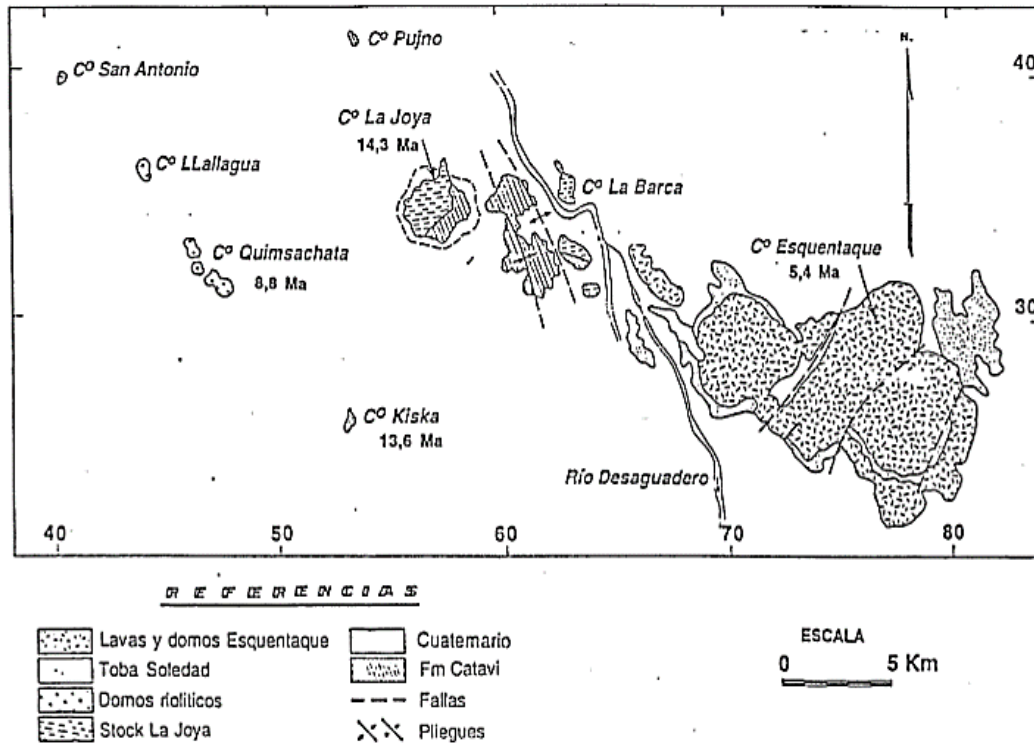 Cº Pujno
N.
Cº San Antonio
40
Cº La Joya
14,3 Ma
Cº LLallagua
Cº La Barca
Cº Quimsachata
8,8 Ma
Cº Esquentaque
5,4 Ma
30
Cº Kiska
13,6 Ma
Río Desaguadero
40 50 60 70 80
REFERENCIAS
Lavas y domos Esquentaque
Toba Soledad
Domos riolíticos
Stock La Joya
Cuaternario
Fm Catavi
Fallas
Pliegues
ESCALA
0 5 Km